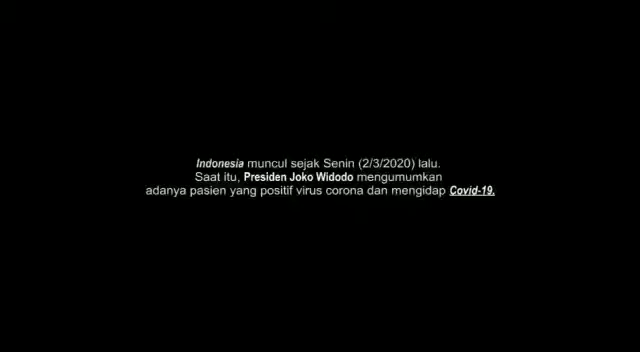 Indonesia muncul sejak Senin (2/3/2020) lalu.
Saat itu, Presiden Joko Widodo mengumumkan
adanya pasien yang positif virus corona dan mengidap Covid-19.